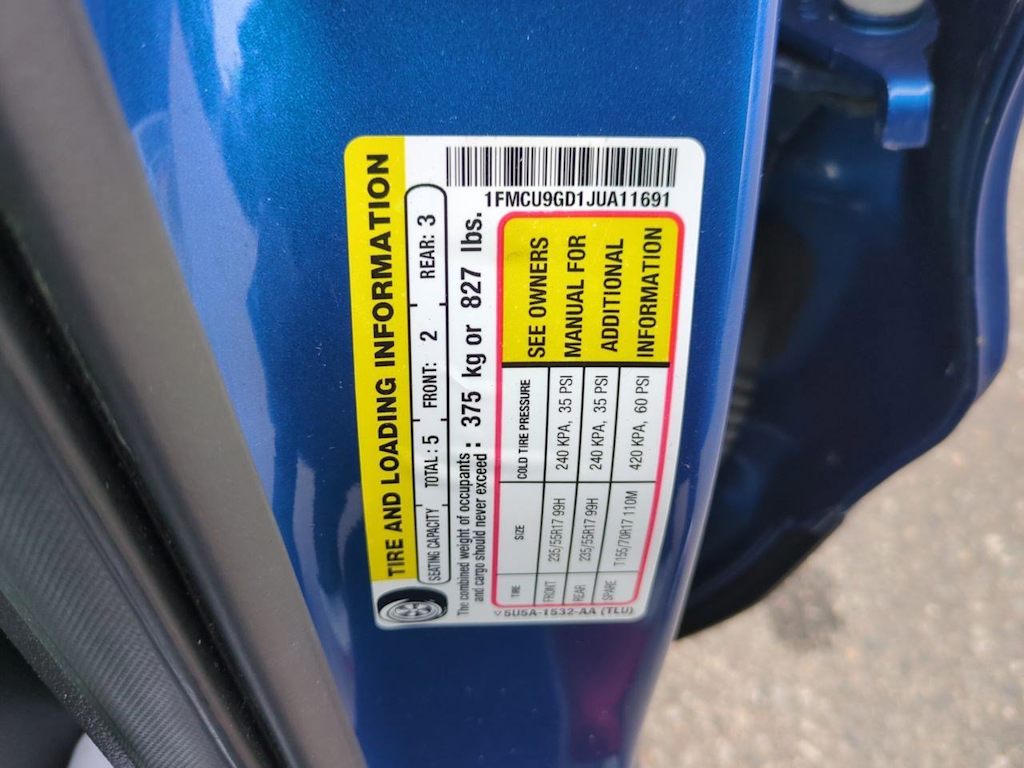 TIRE AND LOADING INFORMATION
SEATING CAPACITY TOTAL: 5 FRONT: 2 REAR: 3
The combined weight of occupants
and cargo should never exceed : 375 kg or 827 lbs.
1FMCU9GD1JUA11691
TIRE SIZE COLD TIRE PRESSURE
FRONT 235/55R17 99H 240 KPA, 35 PSI
REAR 235/55R17 99H 240 KPA, 35 PSI
SPARE T155/70R17 110M 420 KPA, 60 PSI
SEE OWNERS
MANUAL FOR
ADDITIONAL
INFORMATION
5U5A-1532-AA (TLU)